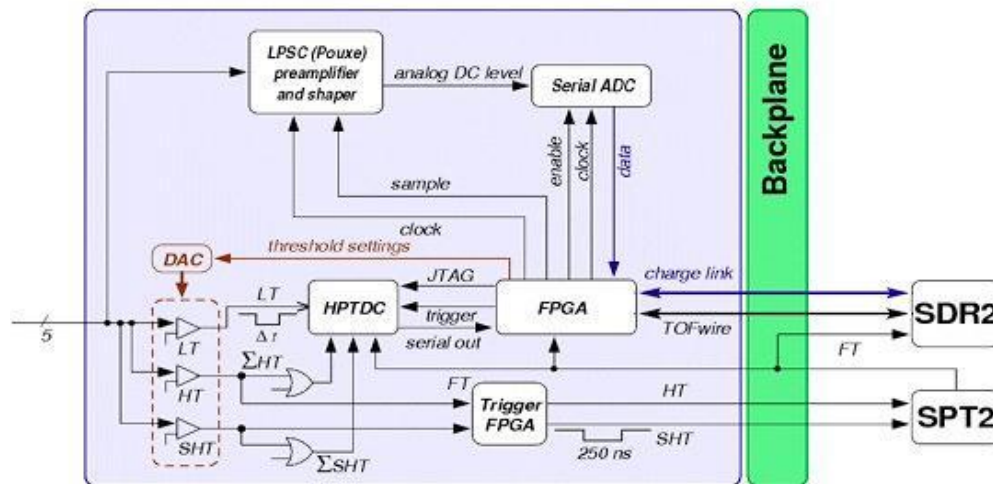 LPSC (Pouxe)
preamplifier
and shaper
analog DC level
Serial ADC
enable
clock
data
Backplane
sample
clock
threshold settings
DAC
JTAG
LT
HPTDC
FPGA
charge link
SDR2
trigger
TOFwire
5
Δt
serial out
LT
FT
ΣHT
HT
FT
Trigger
FPGA
HT
SPT2
SHT
SHT
250 ns
ΣSHT